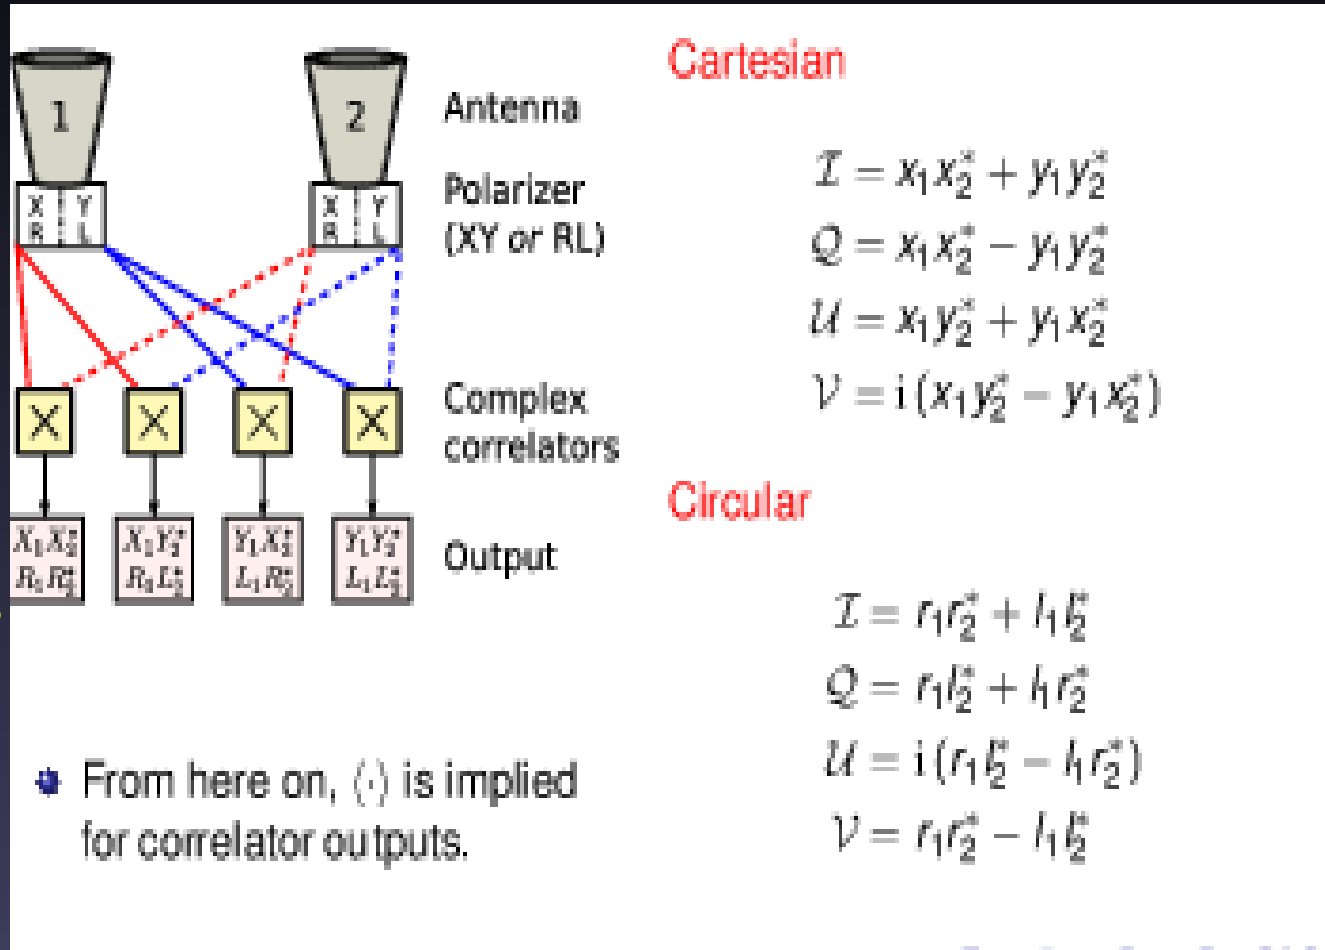 1
2
Antenna
X Y
R L
X Y
R L
Polarizer
(XY or RL)
X
X
X
X
Complex
correlators
X₁X₂* X₁Y₂* Y₁X₂* Y₁Y₂*
R₁R₂* R₁L₂* L₁R₂* L₁L₂*
Output
From here on, ⟨·⟩ is implied
for correlator outputs.
Cartesian
I = x₁x₂* + y₁y₂*
Q = x₁x₂* − y₁y₂*
U = x₁y₂* + y₁x₂*
V = i(x₁y₂* − y₁x₂*)
Circular
I = r₁r₂* + l₁l₂*
Q = r₁l₂* + l₁r₂*
U = i(r₁l₂* − l₁r₂*)
V = r₁r₂* − l₁l₂*